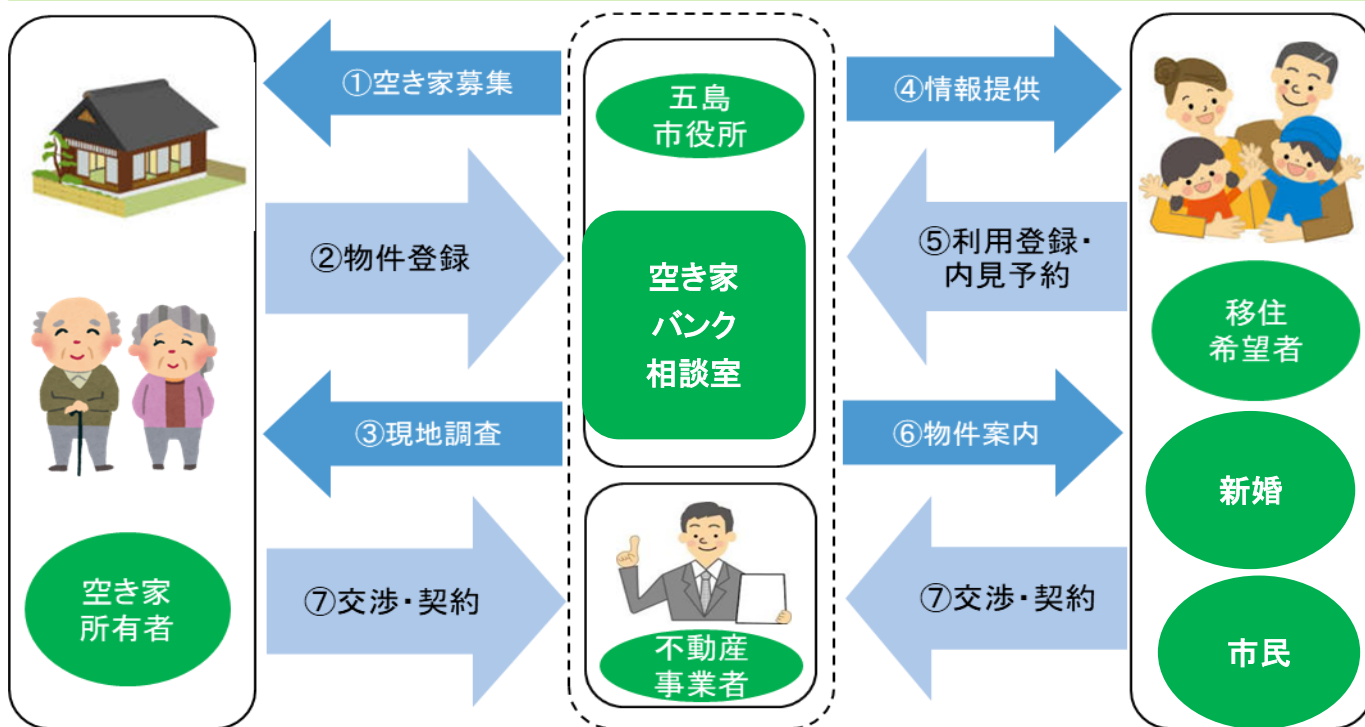 ①空き家募集
②物件登録
③現地調査
⑦交渉・契約
空き家
所有者
五島
市役所
空き家
バンク
相談室
不動産
事業者
④情報提供
⑤利用登録・
内見予約
⑥物件案内
⑦交渉・契約
移住
希望者
新婚
市民